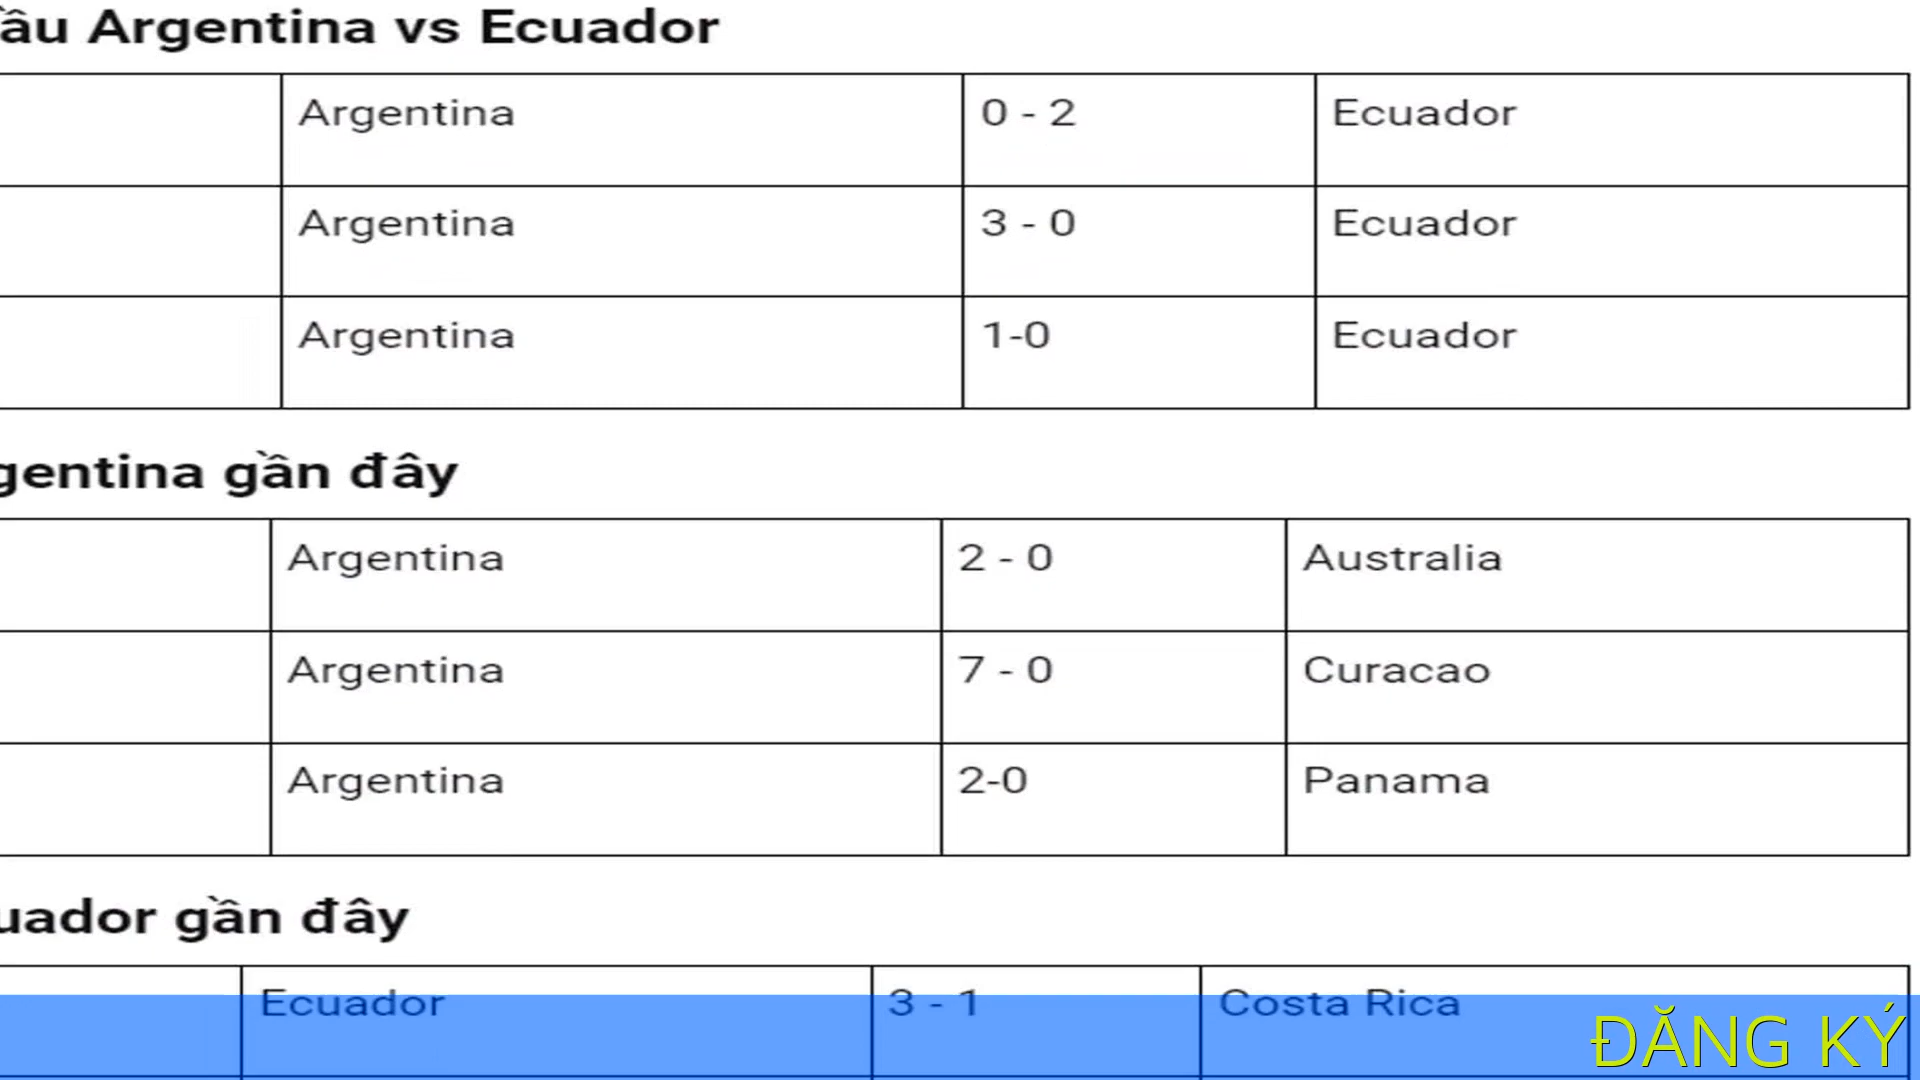 ầu Argentina vs Ecuador
Argentina 0 - 2 Ecuador
Argentina 3 - 0 Ecuador
Argentina 1-0 Ecuador
gentina gần đây
Argentina 2 - 0 Australia
Argentina 7 - 0 Curacao
Argentina 2-0 Panama
uador gần đây
Ecuador 3 - 1 Costa Rica
ĐĂNG KÝ